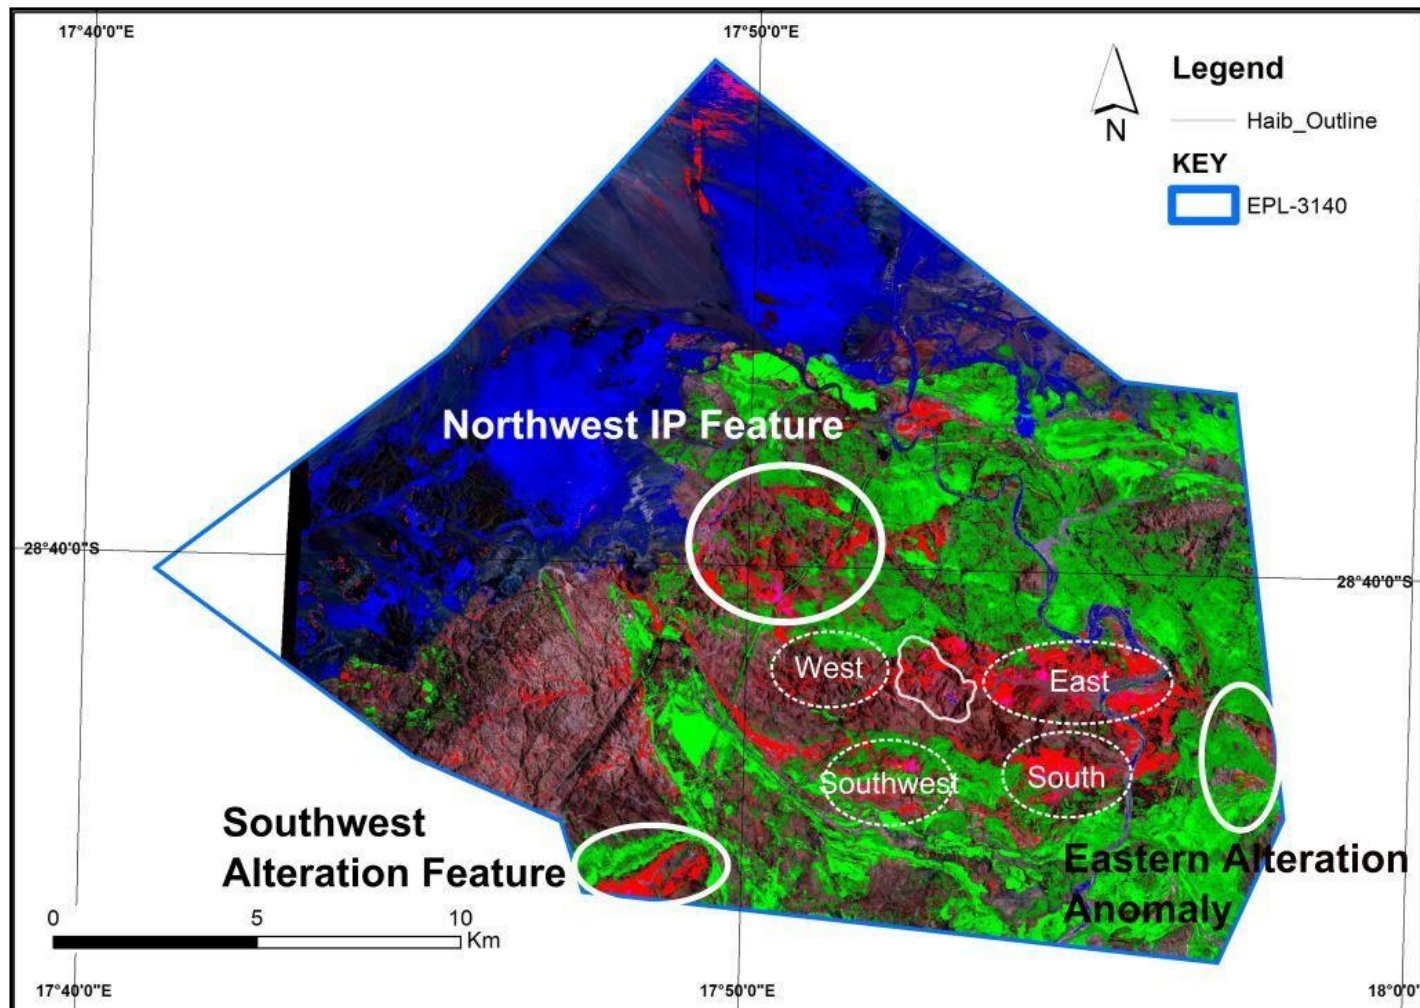 17°40'0"E
17°50'0"E
Legend
N
Haib_Outline
KEY
EPL-3140
Northwest IP Feature
28°40'0"S
28°40'0"S
West
East
Southwest
South
Southwest
Alteration Feature
Eastern Alteration
Anomaly
0 5 10
Km
17°40'0"E
17°50'0"E
18°0'0"